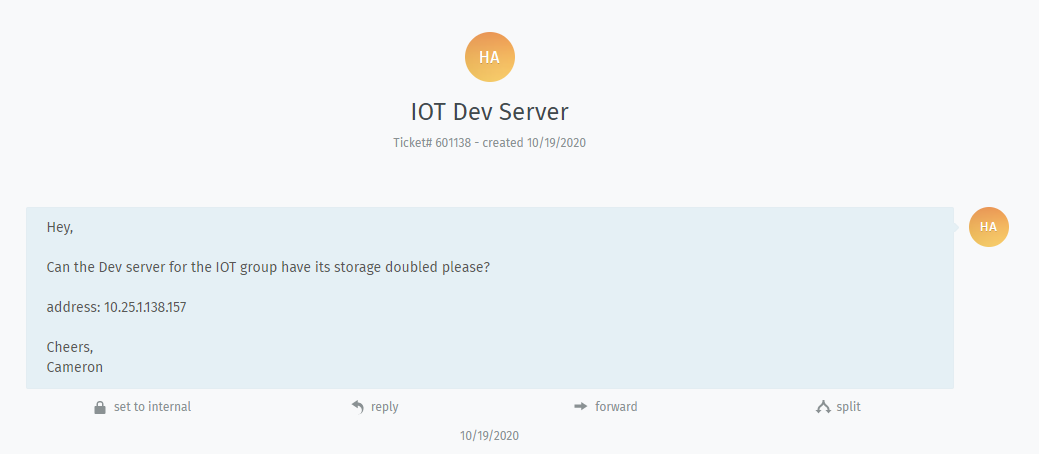 HA
IOT Dev Server
Ticket# 601138 - created 10/19/2020
Hey,
HA
Can the Dev server for the IOT group have its storage doubled please?
address: 10.25.1.138.157
Cheers,
Cameron
set to internal
reply
forward
split
10/19/2020